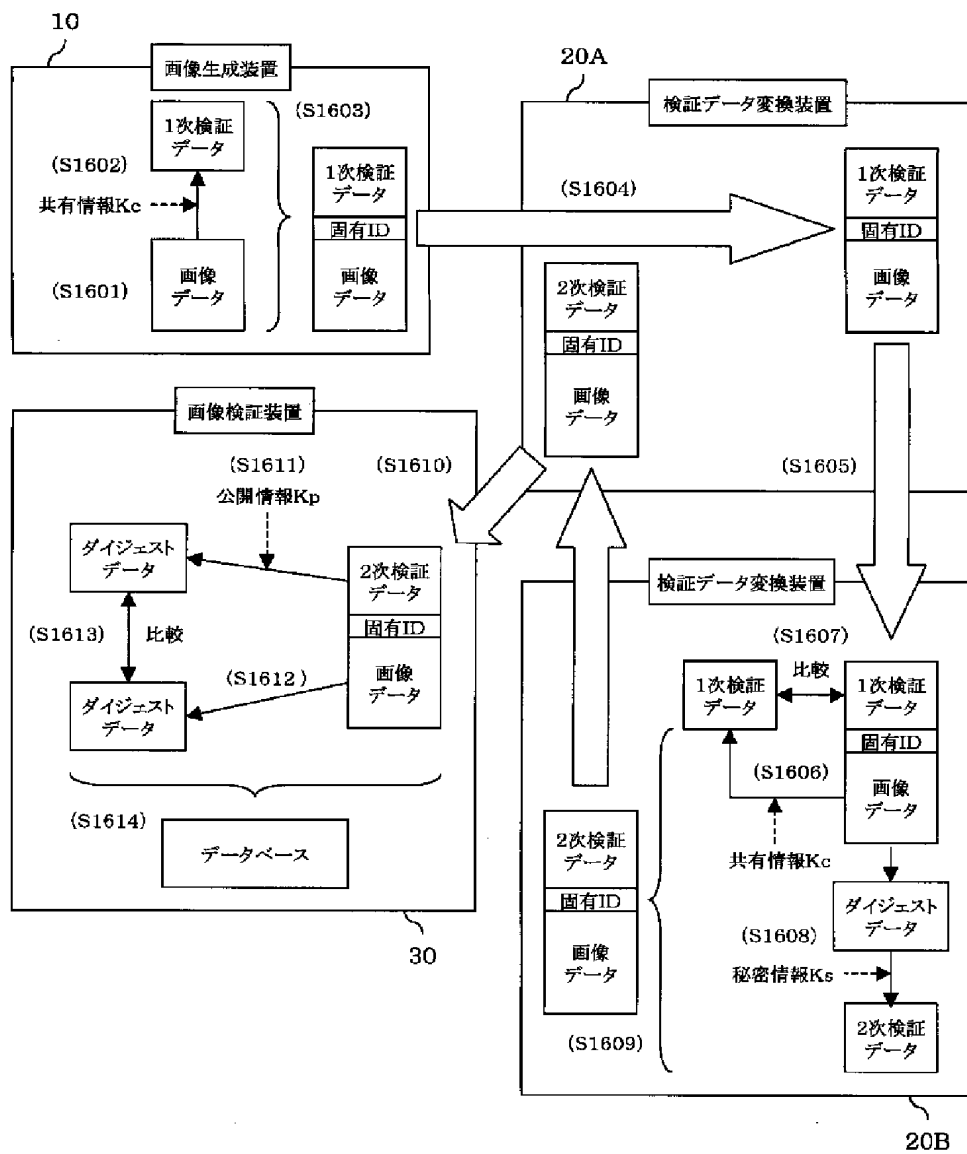 10
画像生成装置
1次検証
データ
(S1602)
共有情報Kc
(S1601)
画像
データ
(S1603)
1次検証
データ
固有ID
画像
データ
20A
検証データ変換装置
(S1604)
1次検証
データ
固有ID
画像
データ
2次検証
データ
固有ID
画像
データ
(S1605)
画像検証装置
(S1611)
公開情報Kp
(S1610)
ダイジェスト
データ
2次検証
データ
固有ID
画像
データ
(S1613)
比較
(S1612)
ダイジェスト
データ
(S1614)
データベース
30
検証データ変換装置
(S1607)
比較
1次検証
データ
1次検証
データ
固有ID
画像
データ
(S1606)
共有情報Kc
ダイジェスト
データ
(S1608)
秘密情報Ks
2次検証
データ
2次検証
データ
固有ID
画像
データ
(S1609)
20B